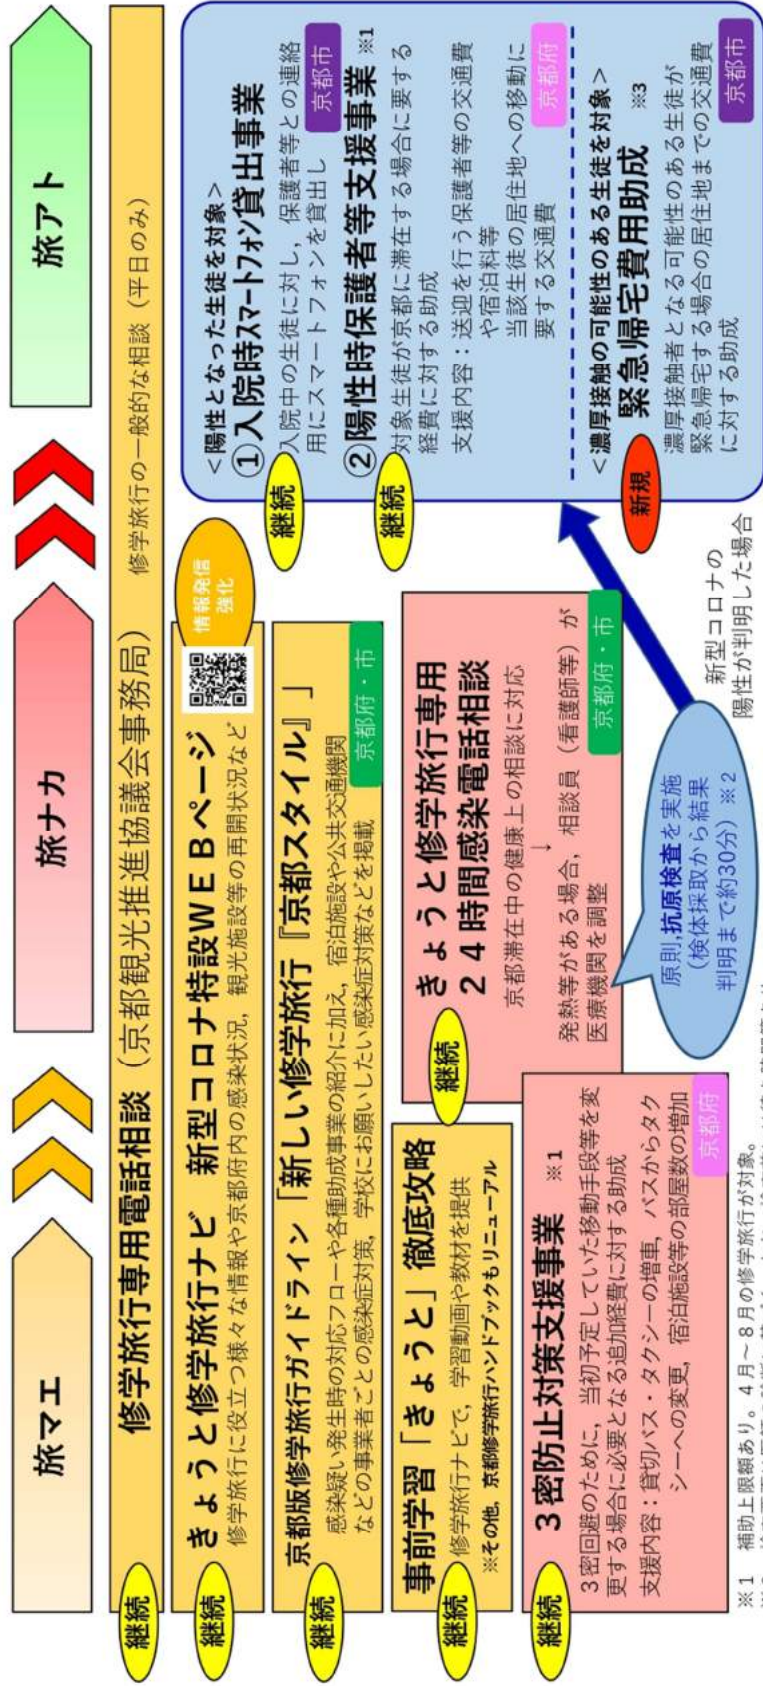 旅マエ
旅ナカ
旅アト
継続
修学旅行専用電話相談（京都観光推進協議会事務局）
修学旅行の一般的な相談（平日のみ）
継続
きょうと修学旅行ナビ　新型コロナ特設ＷＥＢページ
修学旅行に役立つ様々な情報や京都府内の感染状況，観光施設等の再開状況など
情報発信
強化
継続
京都版修学旅行ガイドライン「新しい修学旅行『京都スタイル』」
感染疑い発生時の対応フローや各種助成事業の紹介に加え，宿泊施設や公共交通機関
などの事業者ごとの感染症対策，学校にお願いしたい感染症対策などを掲載
京都府・市
継続
事前学習「きょうと」徹底攻略
修学旅行ナビで，学習動画や教材を提供
※その他，京都修学旅行ハンドブックもリニューアル
継続
きょうと修学旅行専用
２４時間感染電話相談
京都滞在中の健康上の相談に対応
↓
発熱等がある場合，相談員（看護師等）が
医療機関を調整
京都府・市
継続
３密防止対策支援事業　※１
３密回避のために，当初予定していた移動手段等を変
更する場合に必要となる追加経費に対する助成
支援内容：貸切バス・タクシーの増車，バスからタク
シーへの変更，宿泊施設等の部屋数の増加
京都府
原則,抗原検査を実施
（検体採取から結果
判明まで約30分）※２
新型コロナの
陽性が判明した場合
＜陽性となった生徒を対象＞
①入院時スマートフォン貸出事業
継続
入院中の生徒に対し，保護者等との連絡
用にスマートフォンを貸出し
京都市
②陽性時保護者等支援事業 ※1
継続
対象生徒が京都に滞在する場合に要する
経費に対する助成
支援内容：送迎を行う保護者等の交通費
や宿泊料等
当該生徒の居住地への移動に
要する交通費
京都府
＜濃厚接触の可能性のある生徒を対象＞
新規
緊急帰宅費用助成　※３
濃厚接触者となる可能性のある生徒が
緊急帰宅する場合の居住地までの交通費
に対する助成
京都市
※１　補助上限額あり。４月～８月の修学旅行が対象。